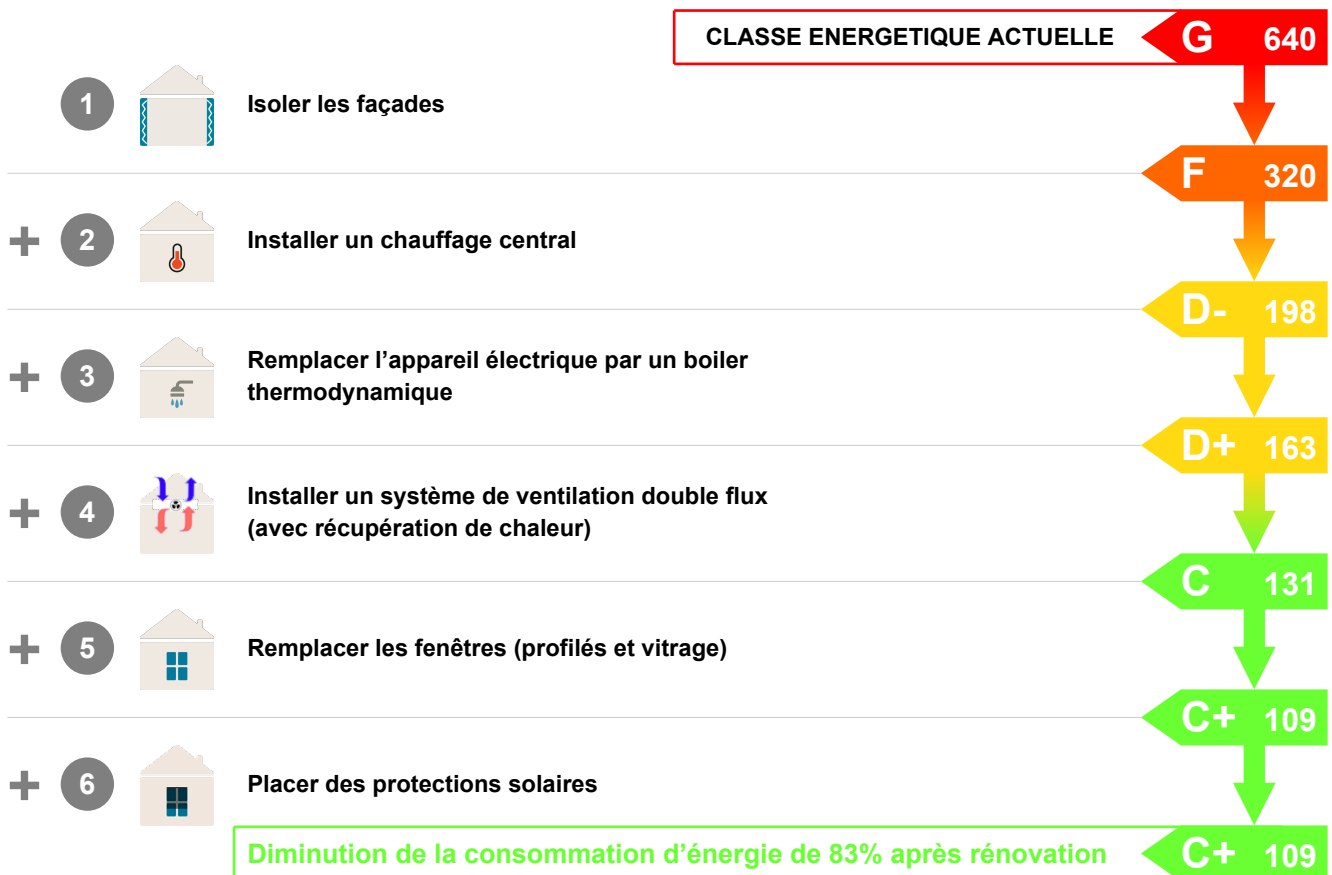 CLASSE ENERGETIQUE ACTUELLE G 640
1 Isoler les façades
F 320
+ 2 Installer un chauffage central
D- 198
+ 3 Remplacer l’appareil électrique par un boiler
thermodynamique
D+ 163
+ 4 Installer un système de ventilation double flux
(avec récupération de chaleur)
C 131
+ 5 Remplacer les fenêtres (profilés et vitrage)
C+ 109
+ 6 Placer des protections solaires
Diminution de la consommation d’énergie de 83% après rénovation C+ 109